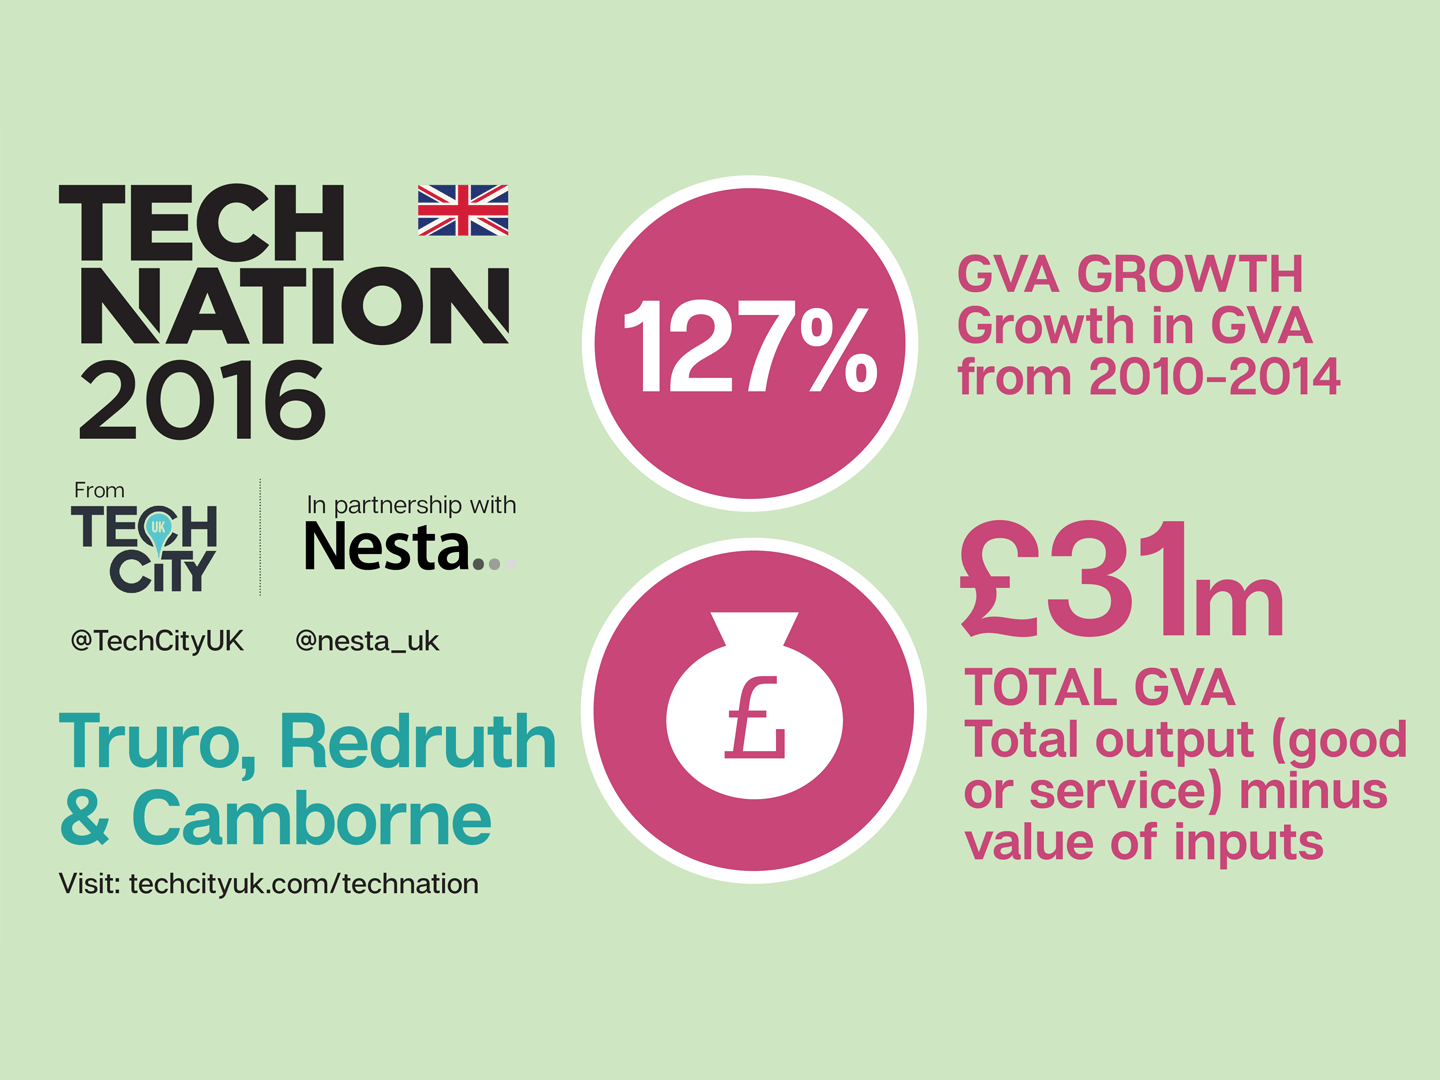 TECH
NATION
2016
From
TECH
UK
CITY
In partnership with
Nesta...
@TechCityUK
@nesta_uk
Truro, Redruth
& Camborne
Visit: techcityuk.com/technation
127%
GVA GROWTH
Growth in GVA
from 2010-2014
£
£31m
TOTAL GVA
Total output (good
or service) minus
value of inputs